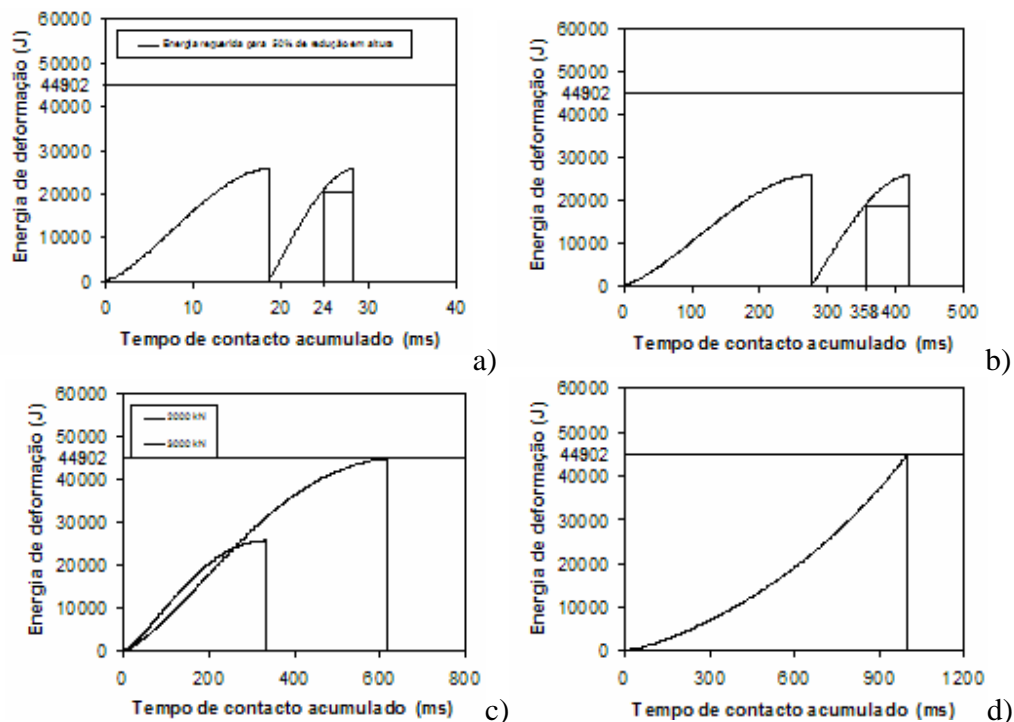 60000
50000
44902
40000
30000
20000
10000
0
Energia de deformação (J)
Energia requerida para 50% de redução em altura
0 10 20 24 30 40
Tempo de contacto acumulado (ms)
a)
60000
50000
44902
40000
30000
20000
10000
0
Energia de deformação (J)
0 100 200 300 358 400 500
Tempo de contacto acumulado (ms)
b)
60000
50000
44902
40000
30000
20000
10000
0
Energia de deformação (J)
000 kN
000 kN
0 200 400 600 800
Tempo de contacto acumulado (ms)
c)
60000
50000
44902
40000
30000
20000
10000
0
Energia de deformação (J)
0 300 600 900 1200
Tempo de contacto acumulado (ms)
d)